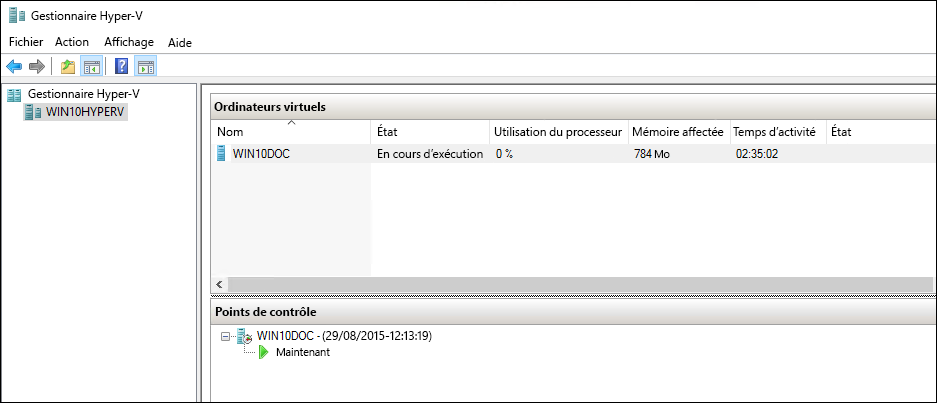 Gestionnaire Hyper-V
Fichier Action Affichage Aide
Gestionnaire Hyper-V
WIN10HYPERV
Ordinateurs virtuels
Nom État Utilisation du processeur Mémoire affectée Temps d'activité État
WIN10DOC En cours d'exécution 0 % 784 Mo 02:35:02
Points de contrôle
WIN10DOC - (29/08/2015-12:13:19)
Maintenant